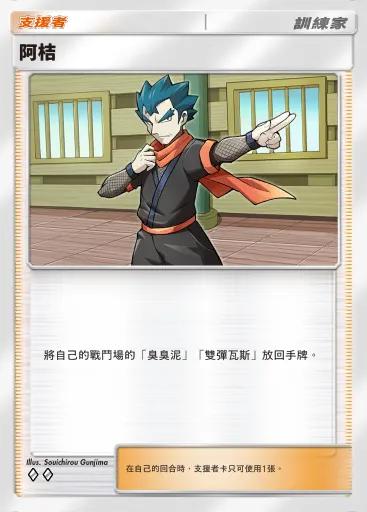 支援者
訓練家
阿桔
將自己的戰鬥場的「臭臭泥」「雙彈瓦斯」放回手牌。
Illus. Souichirou Gunjima
在自己的回合時，支援者卡只可使用1張。